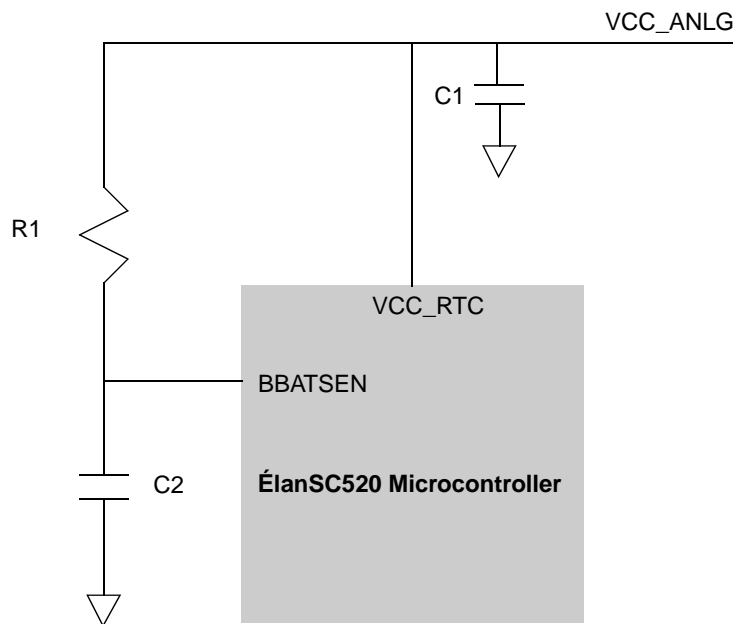 VCC_ANLG
C1
R1
VCC_RTC
BBATSEN
C2
ÉlanSC520 Microcontroller